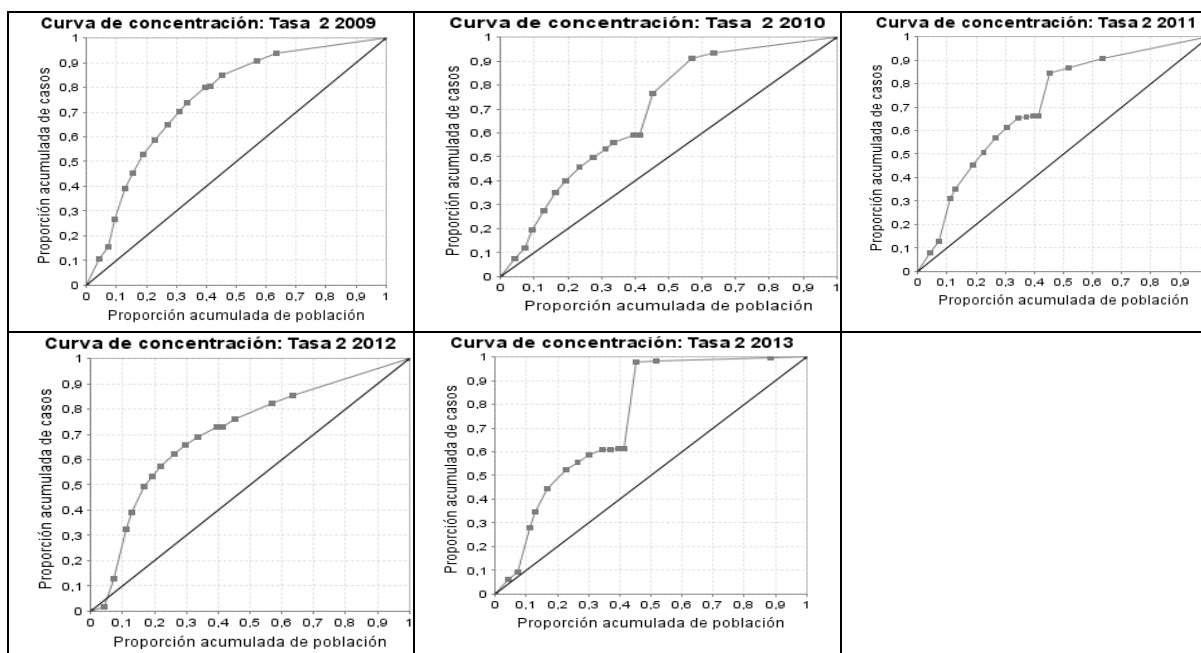 Curva de concentración: Tasa  2 2009
Proporción acumulada de casos
1
0,9
0,8
0,7
0,6
0,5
0,4
0,3
0,2
0,1
0
0 0,1 0,2 0,3 0,4 0,5 0,6 0,7 0,8 0,9 1
Proporción acumulada de población
Curva de concentración: Tasa  2 2010
Proporción acumulada de casos
1
0,9
0,8
0,7
0,6
0,5
0,4
0,3
0,2
0,1
0
0 0,1 0,2 0,3 0,4 0,5 0,6 0,7 0,8 0,9 1
Proporción acumulada de población
Curva de concentración: Tasa 2 2011
Proporción acumulada de casos
1
0,9
0,8
0,7
0,6
0,5
0,4
0,3
0,2
0,1
0
0 0,1 0,2 0,3 0,4 0,5 0,6 0,7 0,8 0,9
Proporción acumulada de población
Curva de concentración: Tasa 2 2012
Proporción acumulada de casos
1
0,9
0,8
0,7
0,6
0,5
0,4
0,3
0,2
0,1
0
0 0,1 0,2 0,3 0,4 0,5 0,6 0,7 0,8 0,9 1
Proporción acumulada de población
Curva de concentración: Tasa 2 2013
Proporción acumulada de casos
1
0,9
0,8
0,7
0,6
0,5
0,4
0,3
0,2
0,1
0
0 0,1 0,2 0,3 0,4 0,5 0,6 0,7 0,8 0,9 1
Proporción acumulada de población